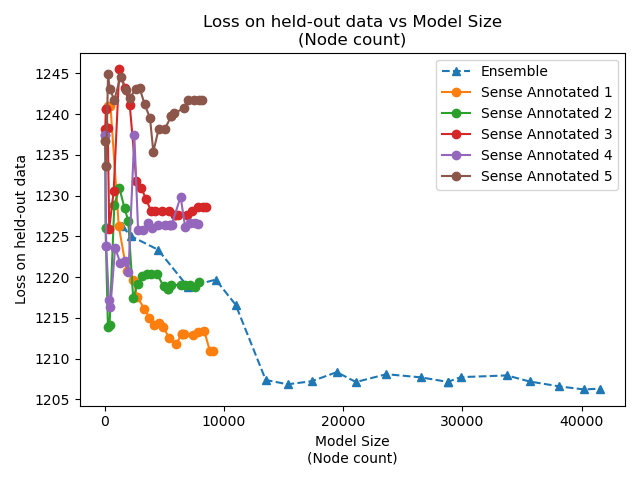 Loss on held-out data vs Model Size
(Node count)
Loss on held-out data
1245
1240
1235
1230
1225
1220
1215
1210
1205
Ensemble
Sense Annotated 1
Sense Annotated 2
Sense Annotated 3
Sense Annotated 4
Sense Annotated 5
0
10000
20000
30000
40000
Model Size
(Node count)